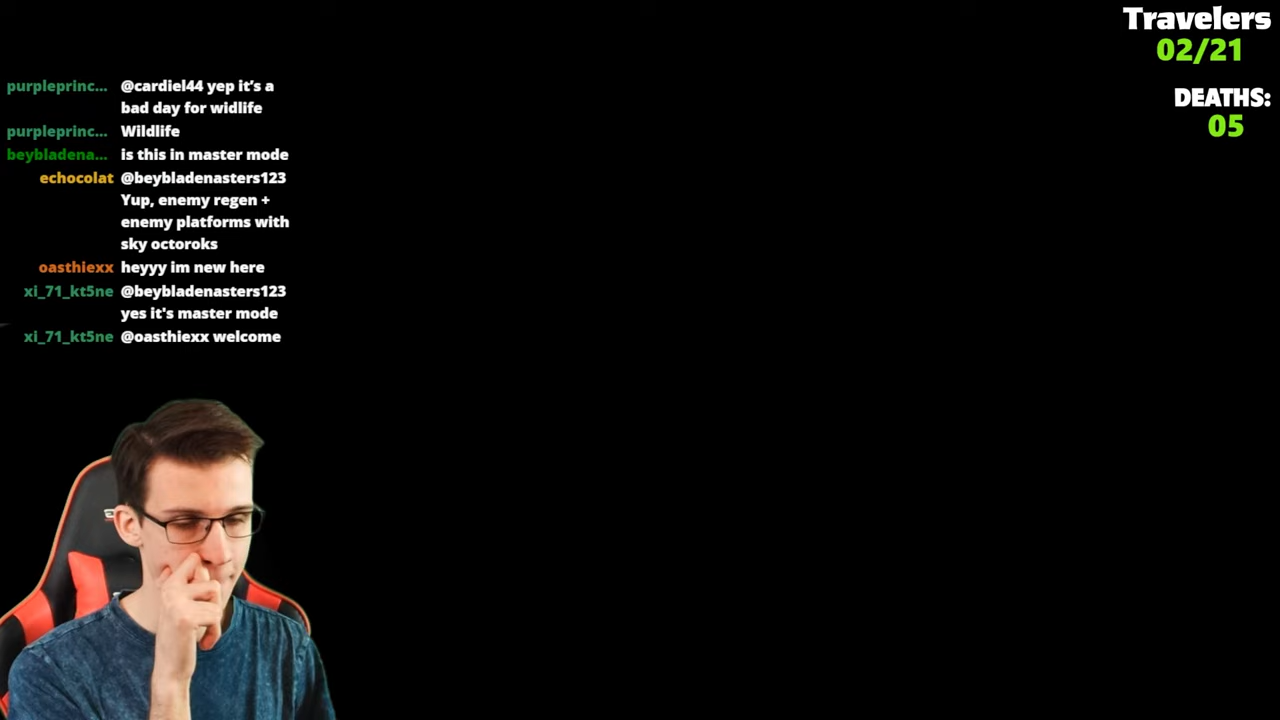 Travelers
02/21
DEATHS:
05
purpleprinc... @cardiel44 yep it's a
bad day for widlife
purpleprinc... Wildlife
beybladena... is this in master mode
echocolat @beybladenasters123
Yup, enemy regen +
enemy platforms with
sky octoroks
oasthiexx heyyy im new here
xi_71_kt5ne @beybladenasters123
yes it's master mode
xi_71_kt5ne @oasthiexx welcome